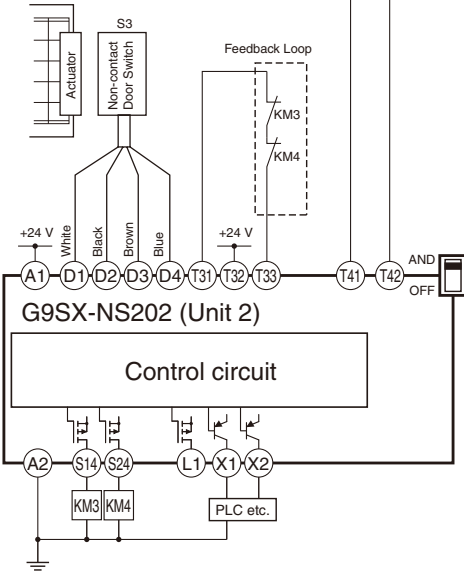 S3
Feedback Loop
Actuator
Non-contact
Door Switch
KM3
KM4
White
Black
Brown
Blue
+24 V
+24 V
A1
D1
D2
D3
D4
T31
T32
T33
T41
T42
AND
OFF
G9SX-NS202 (Unit 2)
Control circuit
A2
S14
S24
L1
X1
X2
KM3
KM4
PLC etc.